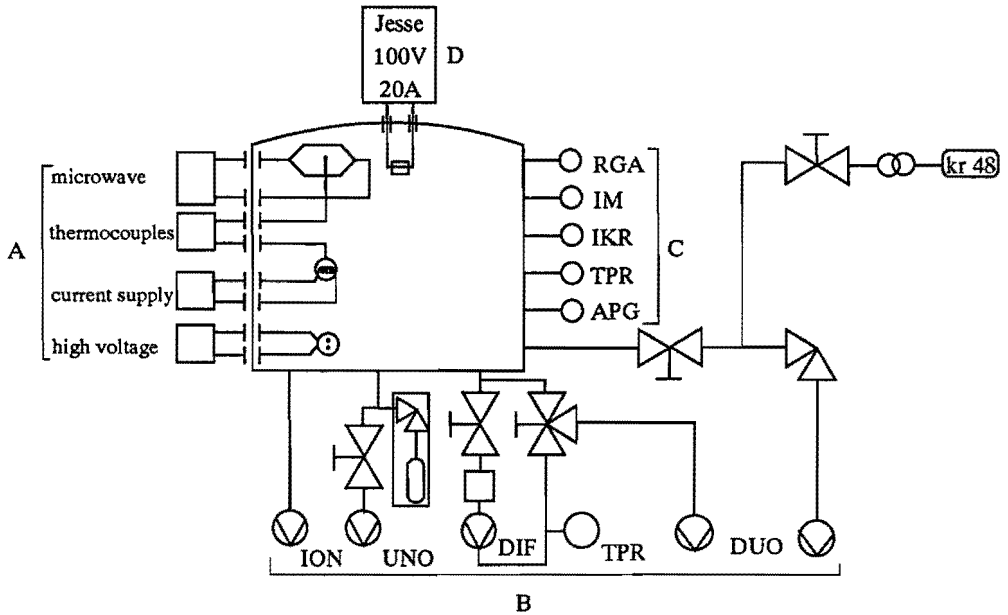 Jesse
100V
20A
D
A
microwave
thermocouples
current supply
high voltage
RGA
IM
IKR
TPR
APG
C
kr 48
ION
UNO
DIF
TPR
DUO
B